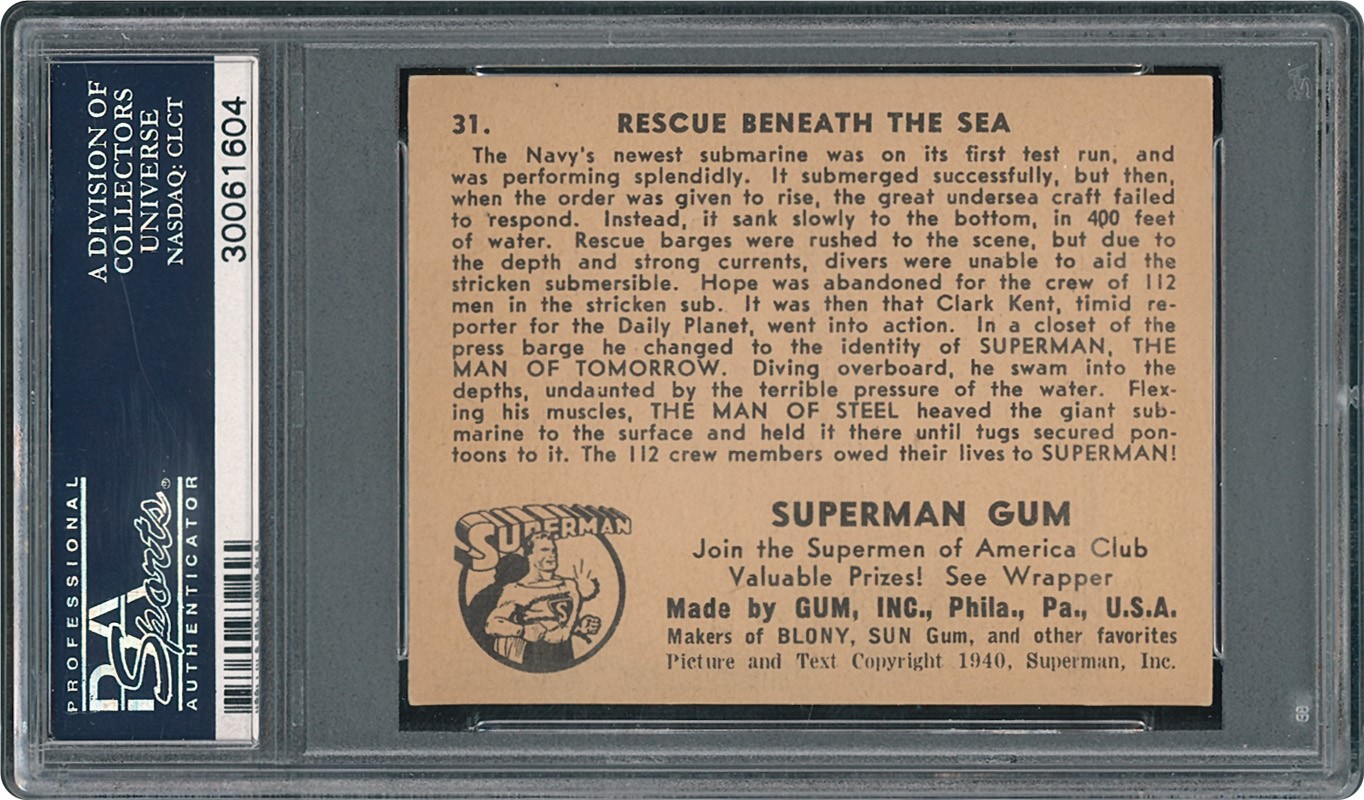 A DIVISION OF
COLLECTORS
UNIVERSE
NASDAQ: CLCT
30061604
PROFESSIONAL
PSA
Sports
AUTHENTICATOR
31. RESCUE BENEATH THE SEA
The Navy's newest submarine was on its first test run, and
was performing splendidly. It submerged successfully, but then,
when the order was given to rise, the great undersea craft failed
to respond. Instead, it sank slowly to the bottom, in 400 feet
of water. Rescue barges were rushed to the scene, but due to
the depth and strong currents, divers were unable to aid the
stricken submersible. Hope was abandoned for the crew of 112
men in the stricken sub. It was then that Clark Kent, timid re-
porter for the Daily Planet, went into action. In a closet of the
press barge he changed to the identity of SUPERMAN, THE
MAN OF TOMORROW. Diving overboard, he swam into the
depths, undaunted by the terrible pressure of the water. Flex-
ing his muscles, THE MAN OF STEEL heaved the giant sub-
marine to the surface and held it there until tugs secured pon-
toons to it. The 112 crew members owed their lives to SUPERMAN!
SUPERMAN
S
SUPERMAN GUM
Join the Supermen of America Club
Valuable Prizes! See Wrapper
Made by GUM, INC., Phila., Pa., U.S.A.
Makers of BLONY, SUN Gum, and other favorites
Picture and Text Copyright 1940, Superman, Inc.